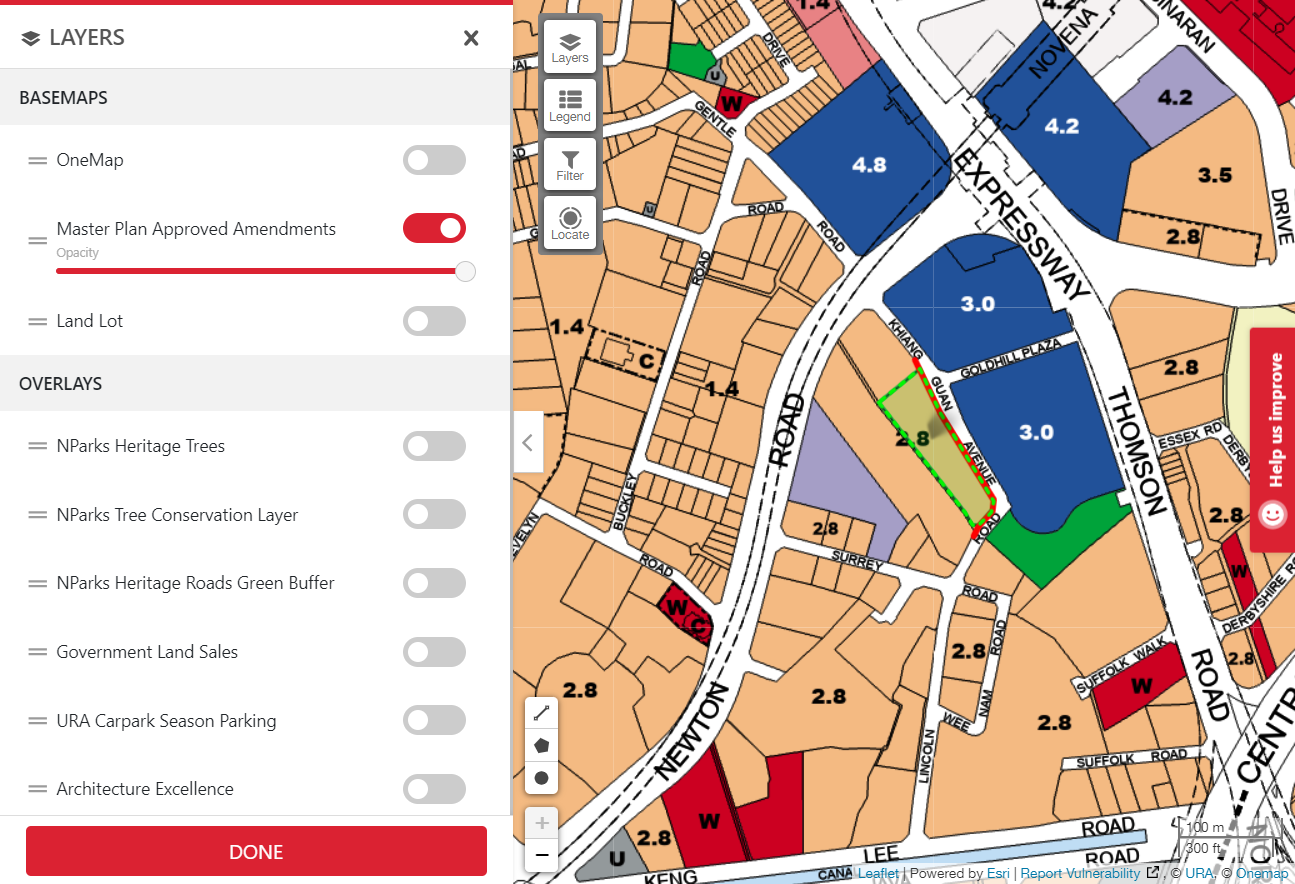 LAYERS
BASEMAPS
OneMap
Master Plan Approved Amendments
Opacity
Land Lot
OVERLAYS
NParks Heritage Trees
NParks Tree Conservation Layer
NParks Heritage Roads Green Buffer
Government Land Sales
URA Carpark Season Parking
Architecture Excellence
DONE
Layers
Legend
Filter
Locate
1.4
4.2
NOVENA
DRIVE
U
W
GENTLE
4.8
4.2
4.2
3.5
DRIVE
2.8
EXPRESSWAY
ROAD
ROAD
U
ROAD
3.0
KHIANG
GUAN
AVENUE
ROAD
GOLDHILL PLAZA
1.4
C
1.4
2.8
3.0
2.8
THOMSON
ROAD
ESSEX RD
2.8
W
DERBYSHIRE
Help us improve
ROAD
BUCKLEY
ROAD
W
C
2.8
SURREY
ROAD
2.8
ROAD
WEE
NAM
LINCOLN
2.8
2.8
2.8
2.8
SUFFOLK WALK
W
SUFFOLK ROAD
NEWTON
W
2.8
U
KENG
LEE
ROAD
ROAD
100 m
300 ft
Leaflet | Powered by Esri | Report Vulnerability , © URA, © Onemap